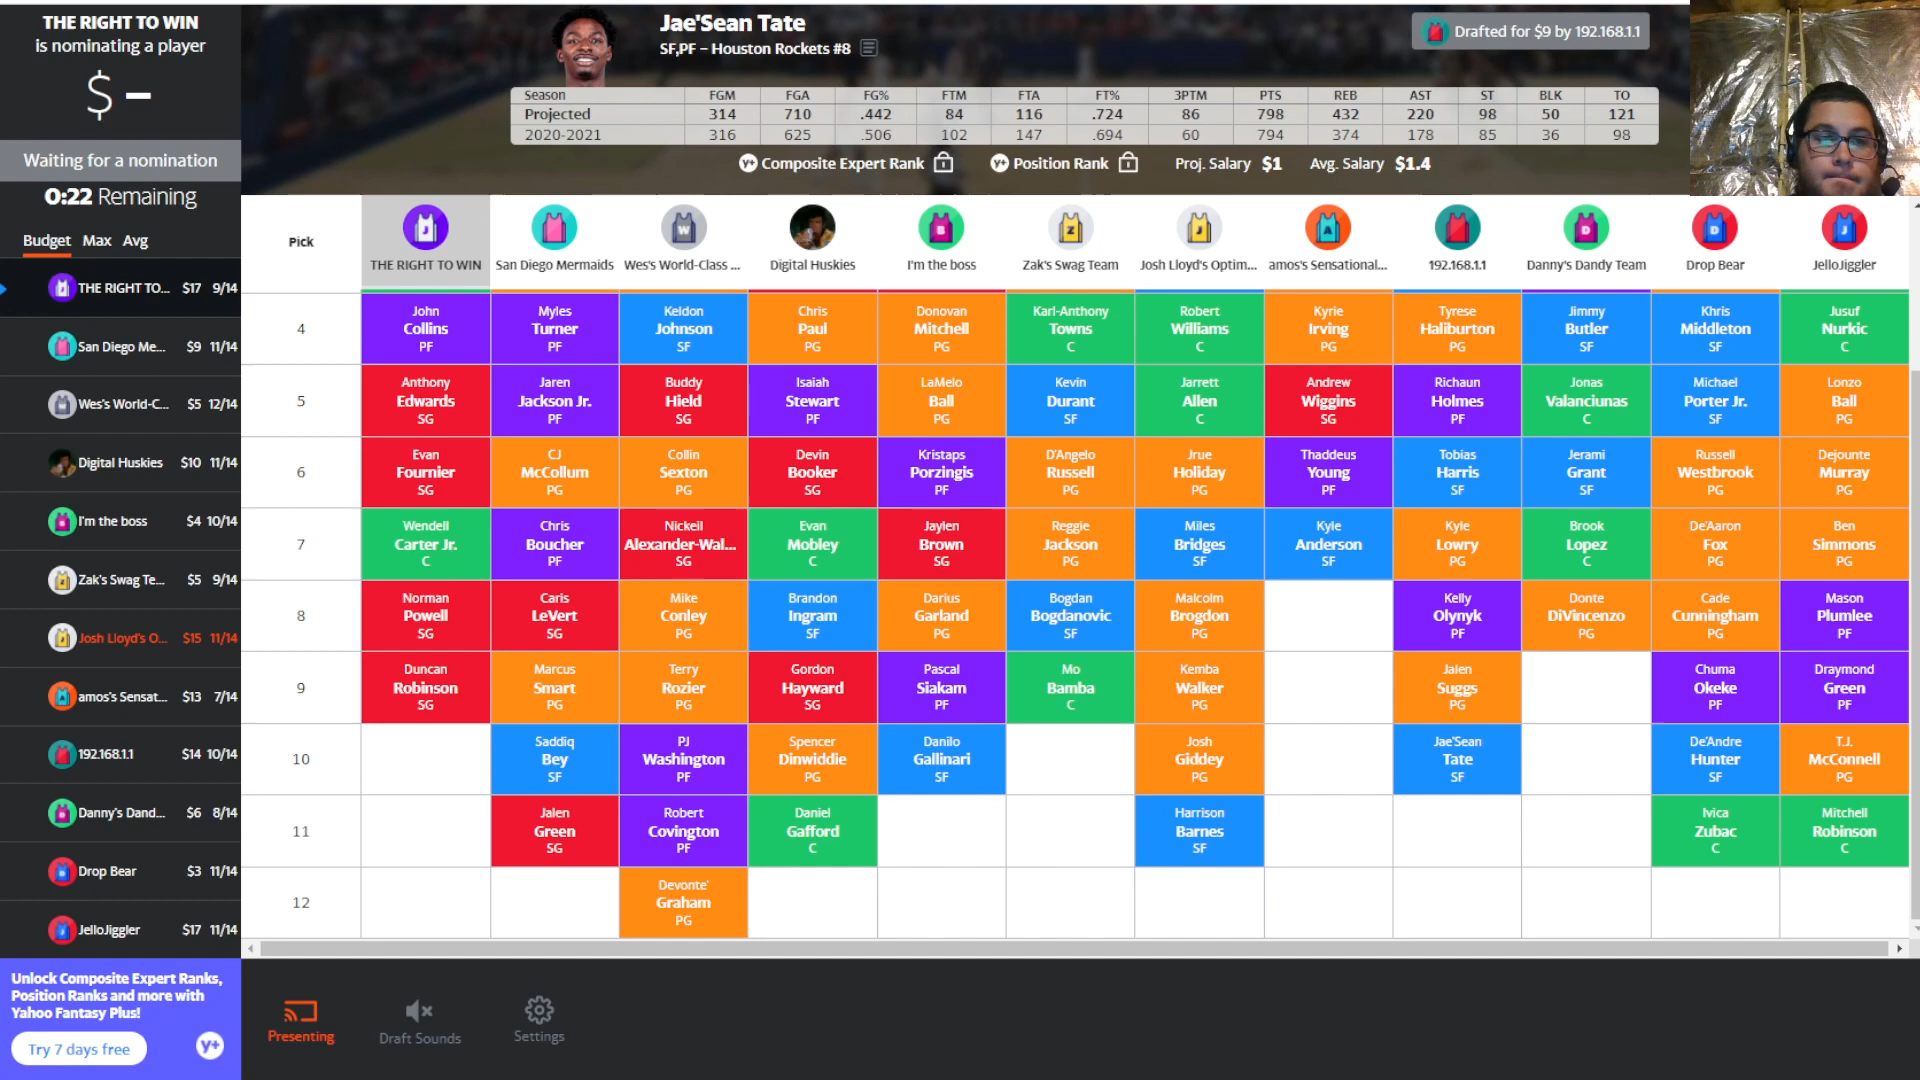 THE RIGHT TO WIN
is nominating a player
$ –
Waiting for a nomination
0:22 Remaining
Budget Max Avg
THE RIGHT TO... $17 9/14
San Diego Me... $9 11/14
Wes's World-C... $5 12/14
Digital Huskies $10 11/14
I'm the boss $4 10/14
Zak's Swag Te... $5 9/14
Josh Lloyd's O... $15 11/14
amos's Sensat... $13 7/14
192.168.1.1 $14 10/14
Danny's Dand... $6 8/14
Drop Bear $3 11/14
JelloJiggler $17 11/14
Unlock Composite Expert Ranks,
Position Ranks and more with
Yahoo Fantasy Plus!
Try 7 days free y+
Jae'Sean Tate
SF,PF – Houston Rockets #8
Drafted for $9 by 192.168.1.1
Season FGM FGA FG% FTM FTA FT% 3PTM PTS REB AST ST BLK TO
Projected 314 710 .442 84 116 .724 86 798 432 220 98 50 121
2020-2021 316 625 .506 102 147 .694 60 794 374 178 85 36 98
y+ Composite Expert Rank y+ Position Rank Proj. Salary $1 Avg. Salary $1.4
J W B Z J A D D J
Pick THE RIGHT TO WIN San Diego Mermaids Wes's World-Class ... Digital Huskies I'm the boss Zak's Swag Team Josh Lloyd's Optim... amos's Sensational... 192.168.1.1 Danny's Dandy Team Drop Bear JelloJiggler
John Myles Keldon Chris Donovan Karl-Anthony Robert Kyrie Tyrese Jimmy Khris Jusuf
4 Collins Turner Johnson Paul Mitchell Towns Williams Irving Haliburton Butler Middleton Nurkic
PF PF SF PG PG C C PG PG SF SF C
Anthony Jaren Buddy Isaiah LaMelo Kevin Jarrett Andrew Richaun Jonas Michael Lonzo
5 Edwards Jackson Jr. Hield Stewart Ball Durant Allen Wiggins Holmes Valanciunas Porter Jr. Ball
SG PF SG PF PG SF C SG PF C SF PG
Evan CJ Collin Devin Kristaps D'Angelo Jrue Thaddeus Tobias Jerami Russell Dejounte
6 Fournier McCollum Sexton Booker Porzingis Russell Holiday Young Harris Grant Westbrook Murray
SG PG PG SG PF PG PG PF SF SF PG PG
Wendell Chris Nickeil Evan Jaylen Reggie Miles Kyle Kyle Brook De'Aaron Ben
7 Carter Jr. Boucher Alexander-Wal... Mobley Brown Jackson Bridges Anderson Lowry Lopez Fox Simmons
C PF SG C SG PG SF SF PG C PG PG
Norman Caris Mike Brandon Darius Bogdan Malcolm Kelly Donte Cade Mason
8 Powell LeVert Conley Ingram Garland Bogdanovic Brogdon Olynyk DiVincenzo Cunningham Plumlee
SG SG PG SF PG SF PG PF PG PG PF
Duncan Marcus Terry Gordon Pascal Mo Kemba Jalen Chuma Draymond
9 Robinson Smart Rozier Hayward Siakam Bamba Walker Suggs Okeke Green
SG PG PG SG PF C PG PG PF PF
Saddiq PJ Spencer Danilo Josh Jae'Sean De'Andre T.J.
10 Bey Washington Dinwiddie Gallinari Giddey Tate Hunter McConnell
SF PF PG SF PG SF SF PG
Jalen Robert Daniel Harrison Ivica Mitchell
11 Green Covington Gafford Barnes Zubac Robinson
SG PF C SF C C
Devonte'
12 Graham
PG
Presenting Draft Sounds Settings